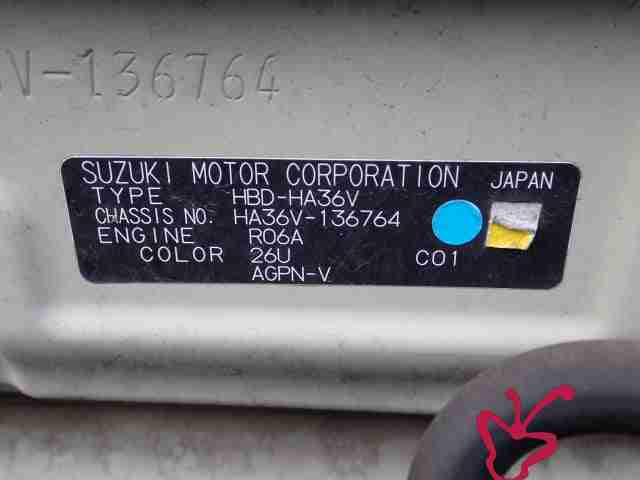 V-136764
SUZUKI MOTOR CORPORATION JAPAN
TYPE HBD-HA36V
CHASSIS NO. HA36V-136764
ENGINE R06A
COLOR 26U C01
AGPN-V